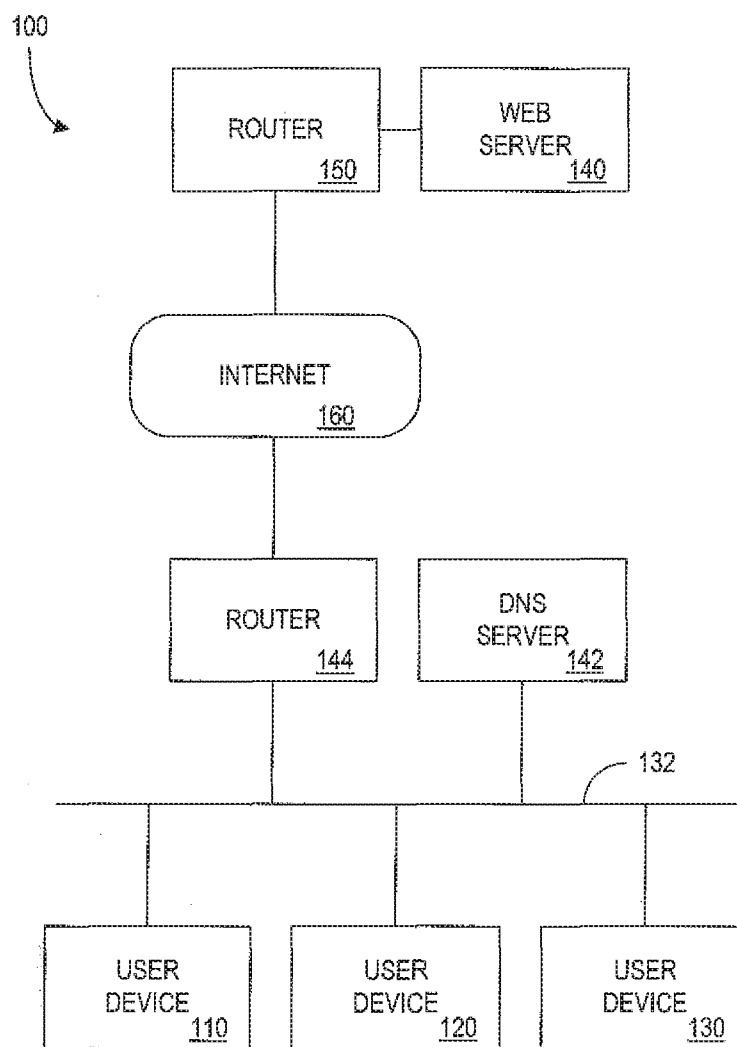 100
ROUTER
150
WEB
SERVER
140
INTERNET
160
ROUTER
144
DNS
SERVER
142
132
USER
DEVICE
110
USER
DEVICE
120
USER
DEVICE
130